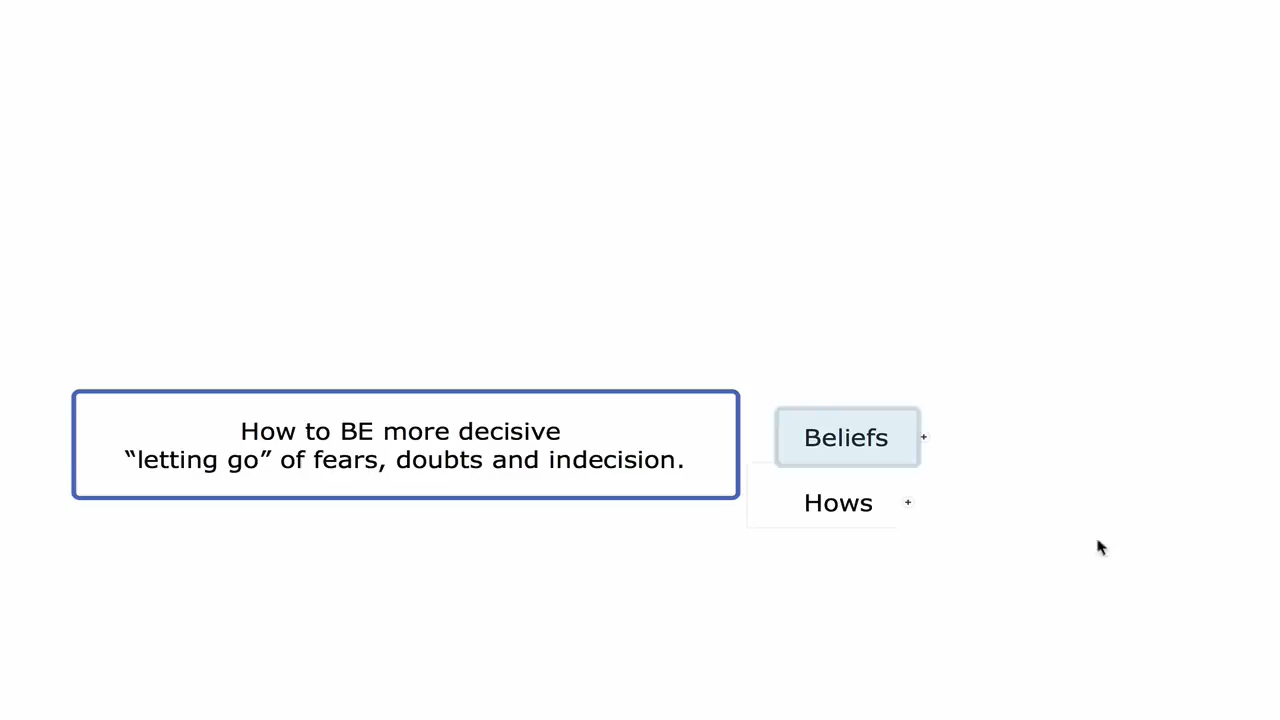 How to BE more decisive
“letting go” of fears, doubts and indecision.
Beliefs
Hows